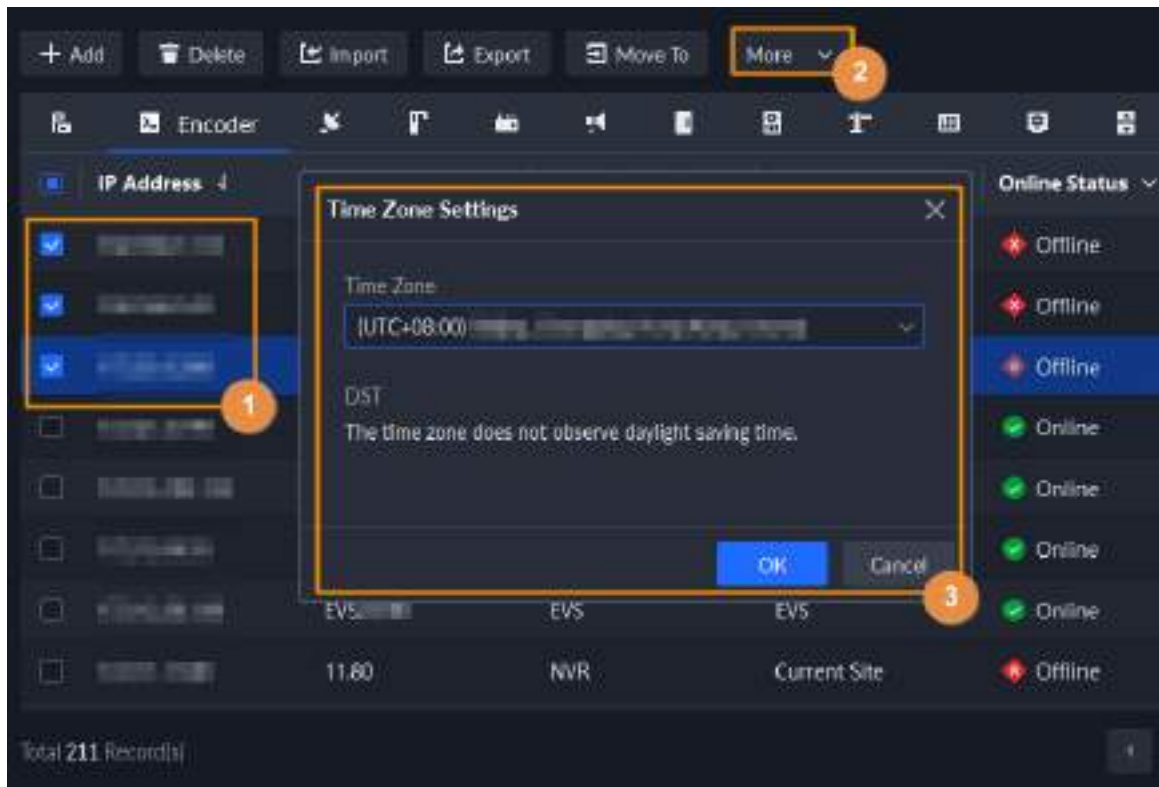 Add Delete Import Export Move To More
2
Encoder
IP Address Online Status
Time Zone Settings
Offline
Time Zone
Offline
(UTC+08:00)
Offline
1
DST
The time zone does not observe daylight saving time.
Online
Online
OK Cancel
Online
3
EVS EVS EVS Online
11.80 NVR Current Site Offline
Total 211 Record(s)